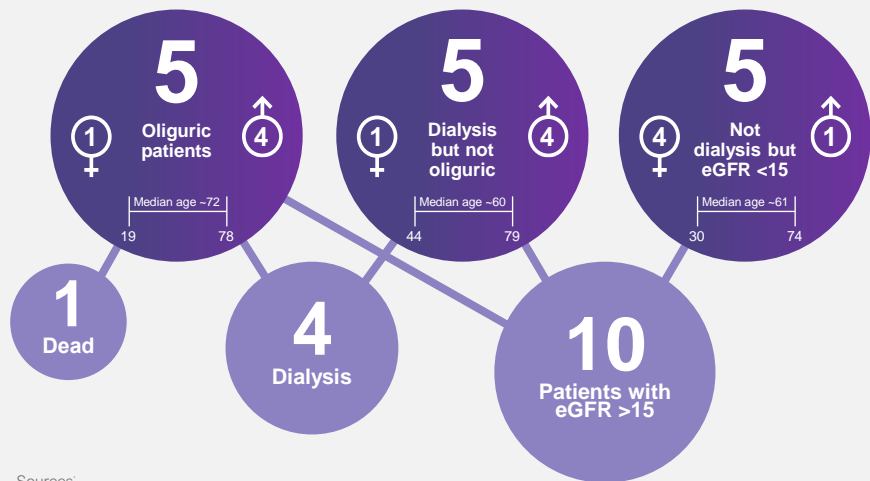 5
Oliguric
patients
1
4
Median age ~72
19
78
5
Dialysis
but not
oliguric
1
4
Median age ~60
44
79
5
Not
dialysis but
eGFR <15
4
1
Median age ~61
30
74
1
Dead
4
Dialysis
10
Patients with
eGFR >15
Sources: